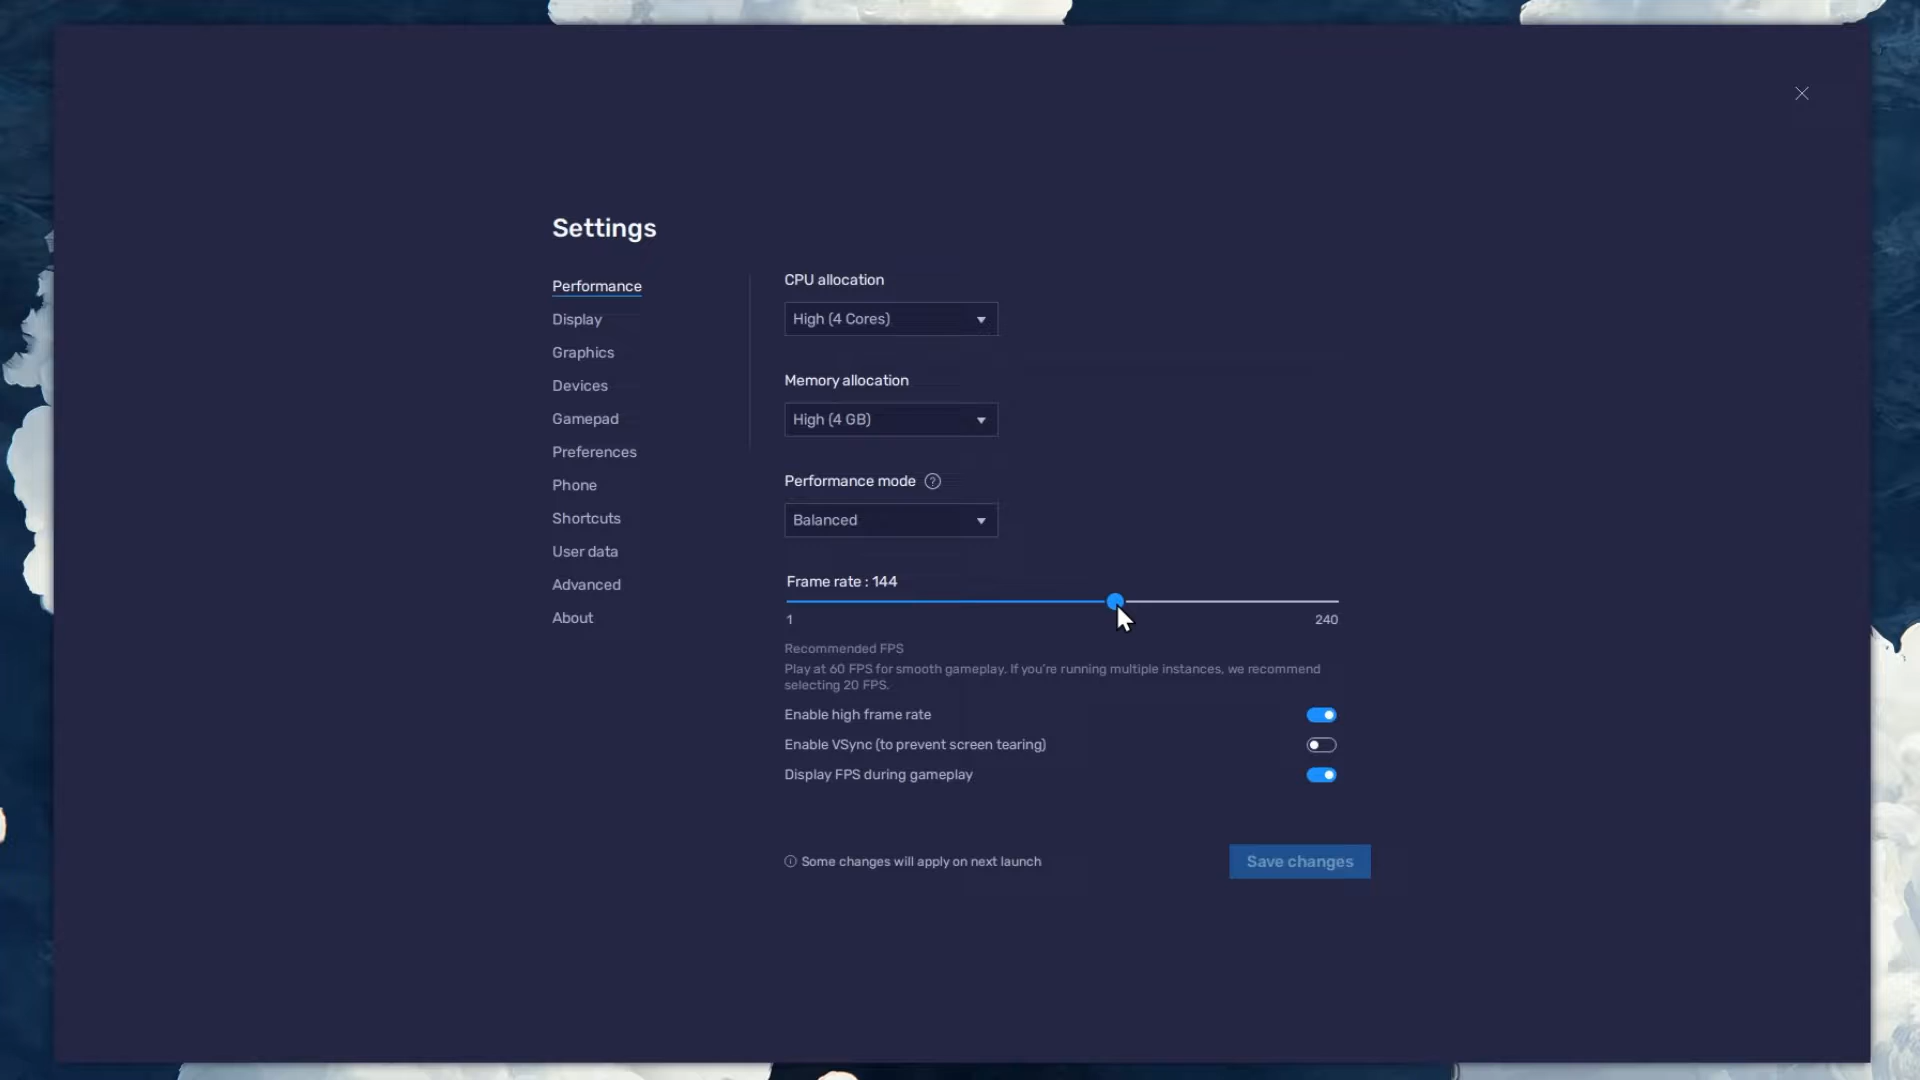 Settings
Performance
Display
Graphics
Devices
Gamepad
Preferences
Phone
Shortcuts
User data
Advanced
About
CPU allocation
High (4 Cores)
Memory allocation
High (4 GB)
Performance mode ?
Balanced
Frame rate : 144
1 240
Recommended FPS
Play at 60 FPS for smooth gameplay. If you're running multiple instances, we recommend
selecting 20 FPS.
Enable high frame rate
Enable VSync (to prevent screen tearing)
Display FPS during gameplay
Some changes will apply on next launch
Save changes